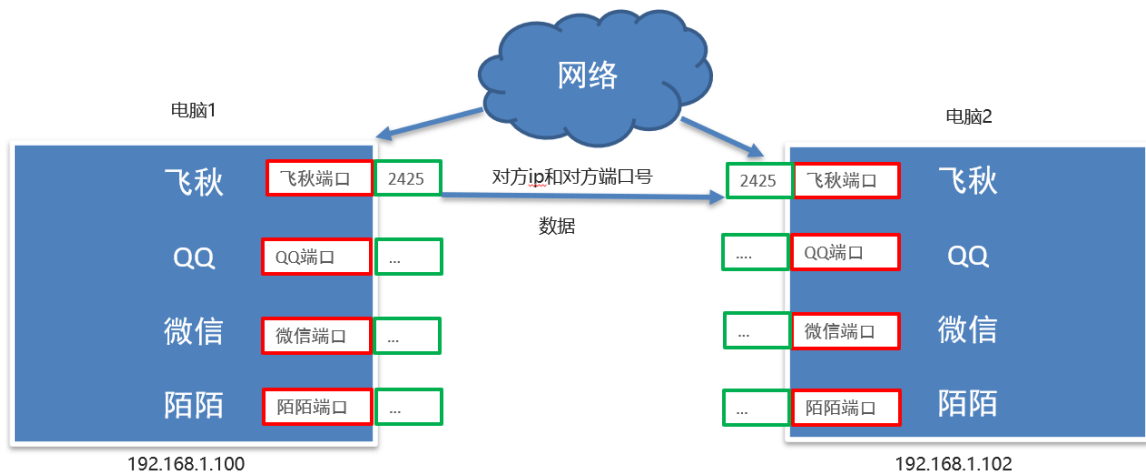 网络
电脑1
电脑2
飞秋
飞秋端口
2425
对方ip和对方端口号
2425
飞秋端口
飞秋
数据
QQ
QQ端口
...
....
QQ端口
QQ
微信
微信端口
...
...
微信端口
微信
陌陌
陌陌端口
...
...
陌陌端口
陌陌
192.168.1.100
192.168.1.102